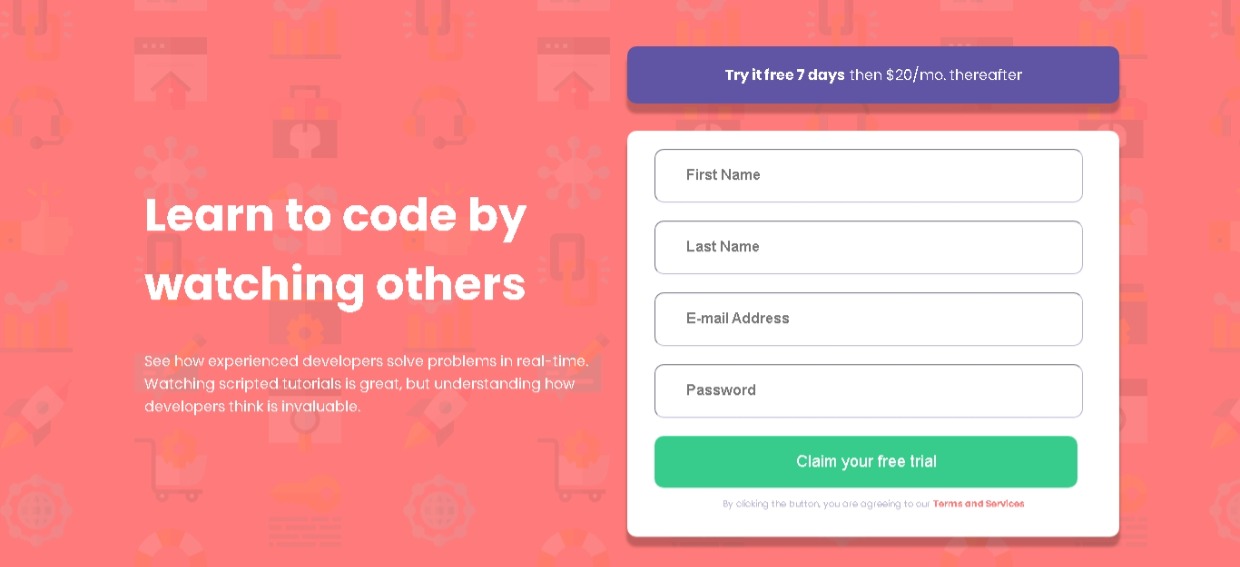 Learn to code by
watching others
See how experienced developers solve problems in real-time.
Watching scripted tutorials is great, but understanding how
developers think is invaluable.
Try it free 7 days then $20/mo. thereafter
First Name
Last Name
E-mail Address
Password
Claim your free trial
By clicking the button, you are agreeing to our Terms and Services